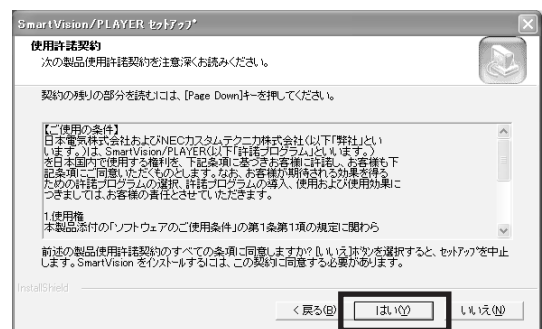 SmartVision/PLAYER セットアップ
使用許諾契約
次の製品使用許諾契約を注意深くお読みください。
契約の残りの部分を読むには、[Page Down]キーを押してください。
【ご使用の条件】
日本電気株式会社およびNECカスタムテクニカ株式会社(以下「弊社」とい
います。)は、SmartVision/PLAYER(以下「許諾プログラム」といいます。)
を日本国内で使用する権利を、下記条項に基づきお客様に許諾し、お客様も下
記条項にご同意いただくものとします。お客様が期待される効果を得る
ための許諾プログラムの選択、許諾プログラムの導入、使用および使用効果に
つきましては、お客様の責任とさせていただきます。
1.使用権
本製品添付の「ソフトウェアのご使用条件」の第1条第1項の規定に関わら
前述の製品使用許諾契約のすべての条項に同意しますか? [いいえ]ボタンを選択すると、セットアップを中止
します。SmartVision をインストールするには、この契約に同意する必要があります。
InstallShield
< 戻る(B)
はい(Y)
いいえ(N)